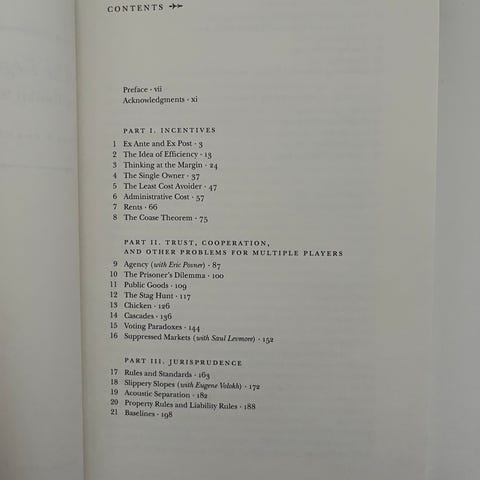 CONTENTS
Preface · vii
Acknowledgments · xi
PART I. INCENTIVES
1 Ex Ante and Ex Post · 3
2 The Idea of Efficiency · 13
3 Thinking at the Margin · 24
4 The Single Owner · 37
5 The Least Cost Avoider · 47
6 Administrative Cost · 57
7 Rents · 66
8 The Coase Theorem · 75
PART II. TRUST, COOPERATION,
AND OTHER PROBLEMS FOR MULTIPLE PLAYERS
9 Agency (with Eric Posner) · 87
10 The Prisoner's Dilemma · 100
11 Public Goods · 109
12 The Stag Hunt · 117
13 Chicken · 126
14 Cascades · 136
15 Voting Paradoxes · 144
16 Suppressed Markets (with Saul Levmore) · 152
PART III. JURISPRUDENCE
17 Rules and Standards · 163
18 Slippery Slopes (with Eugene Volokh) · 172
19 Acoustic Separation · 182
20 Property Rules and Liability Rules · 188
21 Baselines · 198